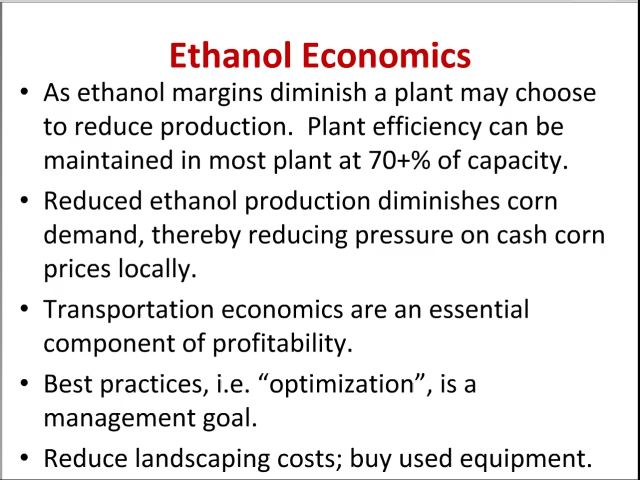 Ethanol Economics
• As ethanol margins diminish a plant may choose
to reduce production.  Plant efficiency can be
maintained in most plant at 70+% of capacity.
• Reduced ethanol production diminishes corn
demand, thereby reducing pressure on cash corn
prices locally.
• Transportation economics are an essential
component of profitability.
• Best practices, i.e. “optimization”, is a
management goal.
• Reduce landscaping costs; buy used equipment.